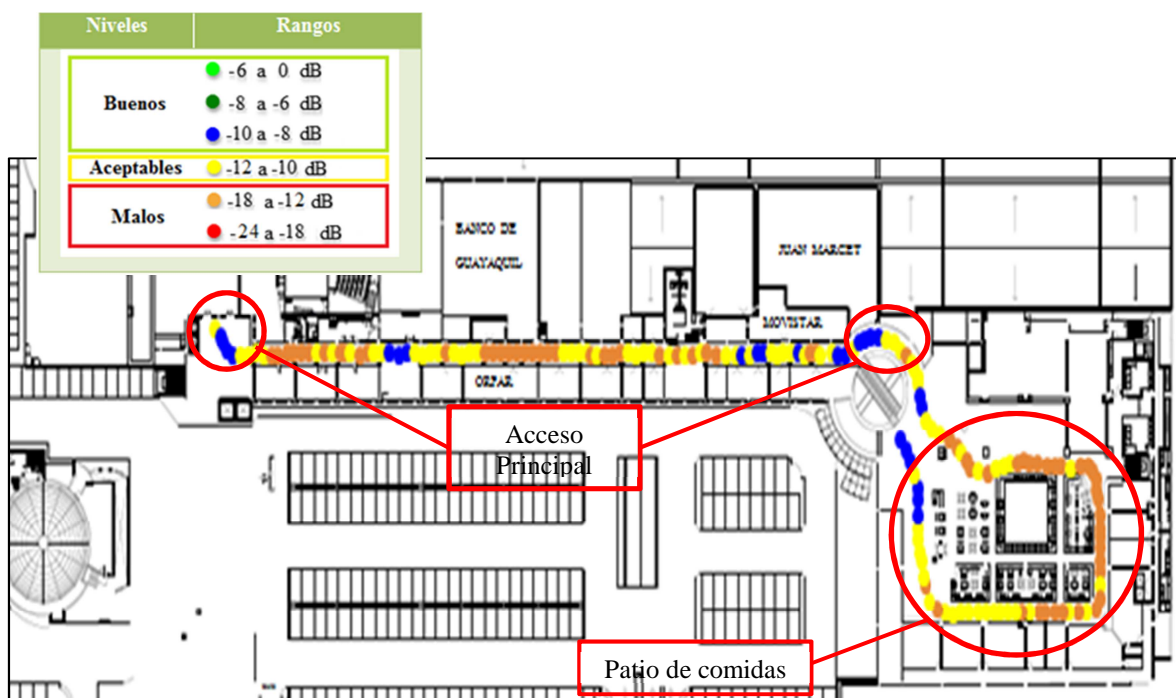 Niveles Rangos
Buenos
-6 a 0 dB
-8 a -6 dB
-10 a -8 dB
Aceptables -12 a -10 dB
Malos
-18 a -12 dB
-24 a -18 dB
BANCO DE
GUAYAQUIL
JUAN MARCET
MOVISTAR
ORPAR
Acceso
Principal
Patio de comidas